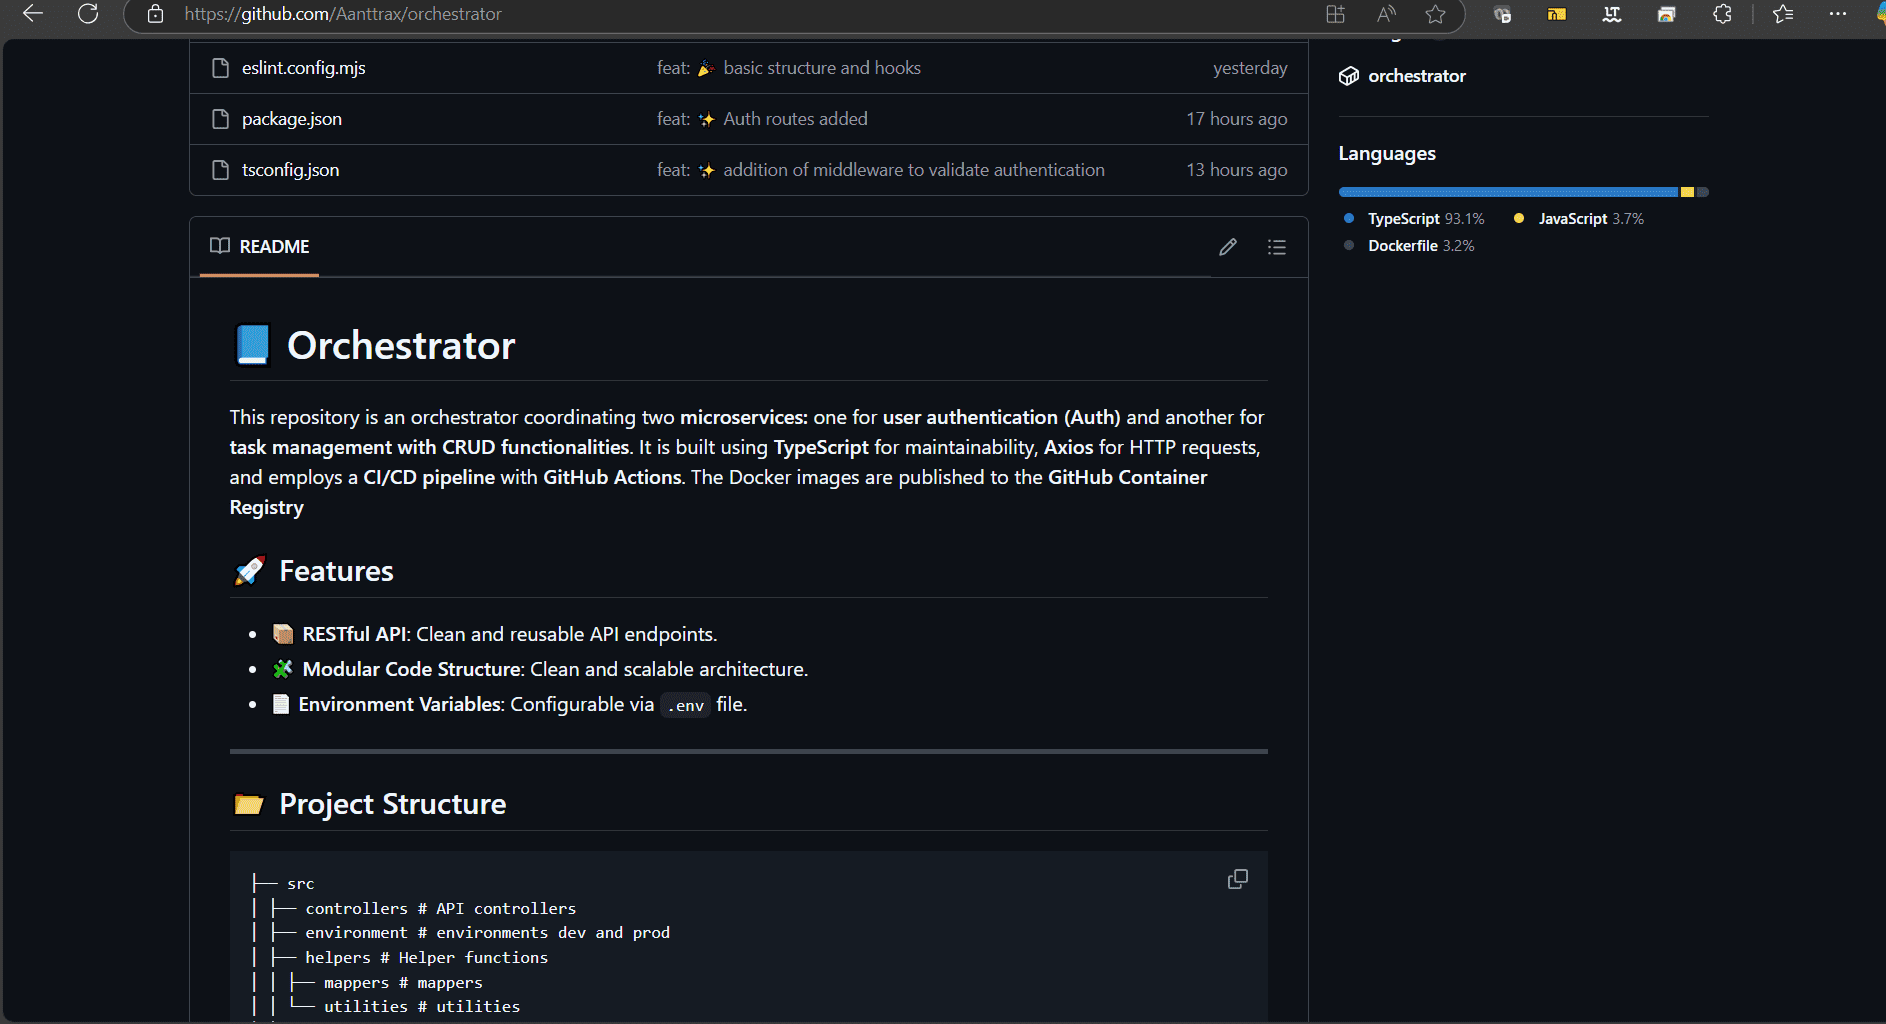 https://github.com/Aanttrax/orchestrator
eslint.config.mjs feat: 🎉 basic structure and hooks yesterday
package.json feat: ✨ Auth routes added 17 hours ago
tsconfig.json feat: ✨ addition of middleware to validate authentication 13 hours ago
README
📘 Orchestrator
This repository is an orchestrator coordinating two microservices: one for user authentication (Auth) and another for
task management with CRUD functionalities. It is built using TypeScript for maintainability, Axios for HTTP requests,
and employs a CI/CD pipeline with GitHub Actions. The Docker images are published to the GitHub Container
Registry
🚀 Features
• 📦 RESTful API: Clean and reusable API endpoints.
• 🧩 Modular Code Structure: Clean and scalable architecture.
• 📄 Environment Variables: Configurable via .env file.
📂 Project Structure
├── src
│ ├── controllers # API controllers
│ ├── environment # environments dev and prod
│ ├── helpers # Helper functions
│ │ ├── mappers # mappers
│ │ └── utilities # utilities
orchestrator
Languages
TypeScript 93.1% JavaScript 3.7%
Dockerfile 3.2%